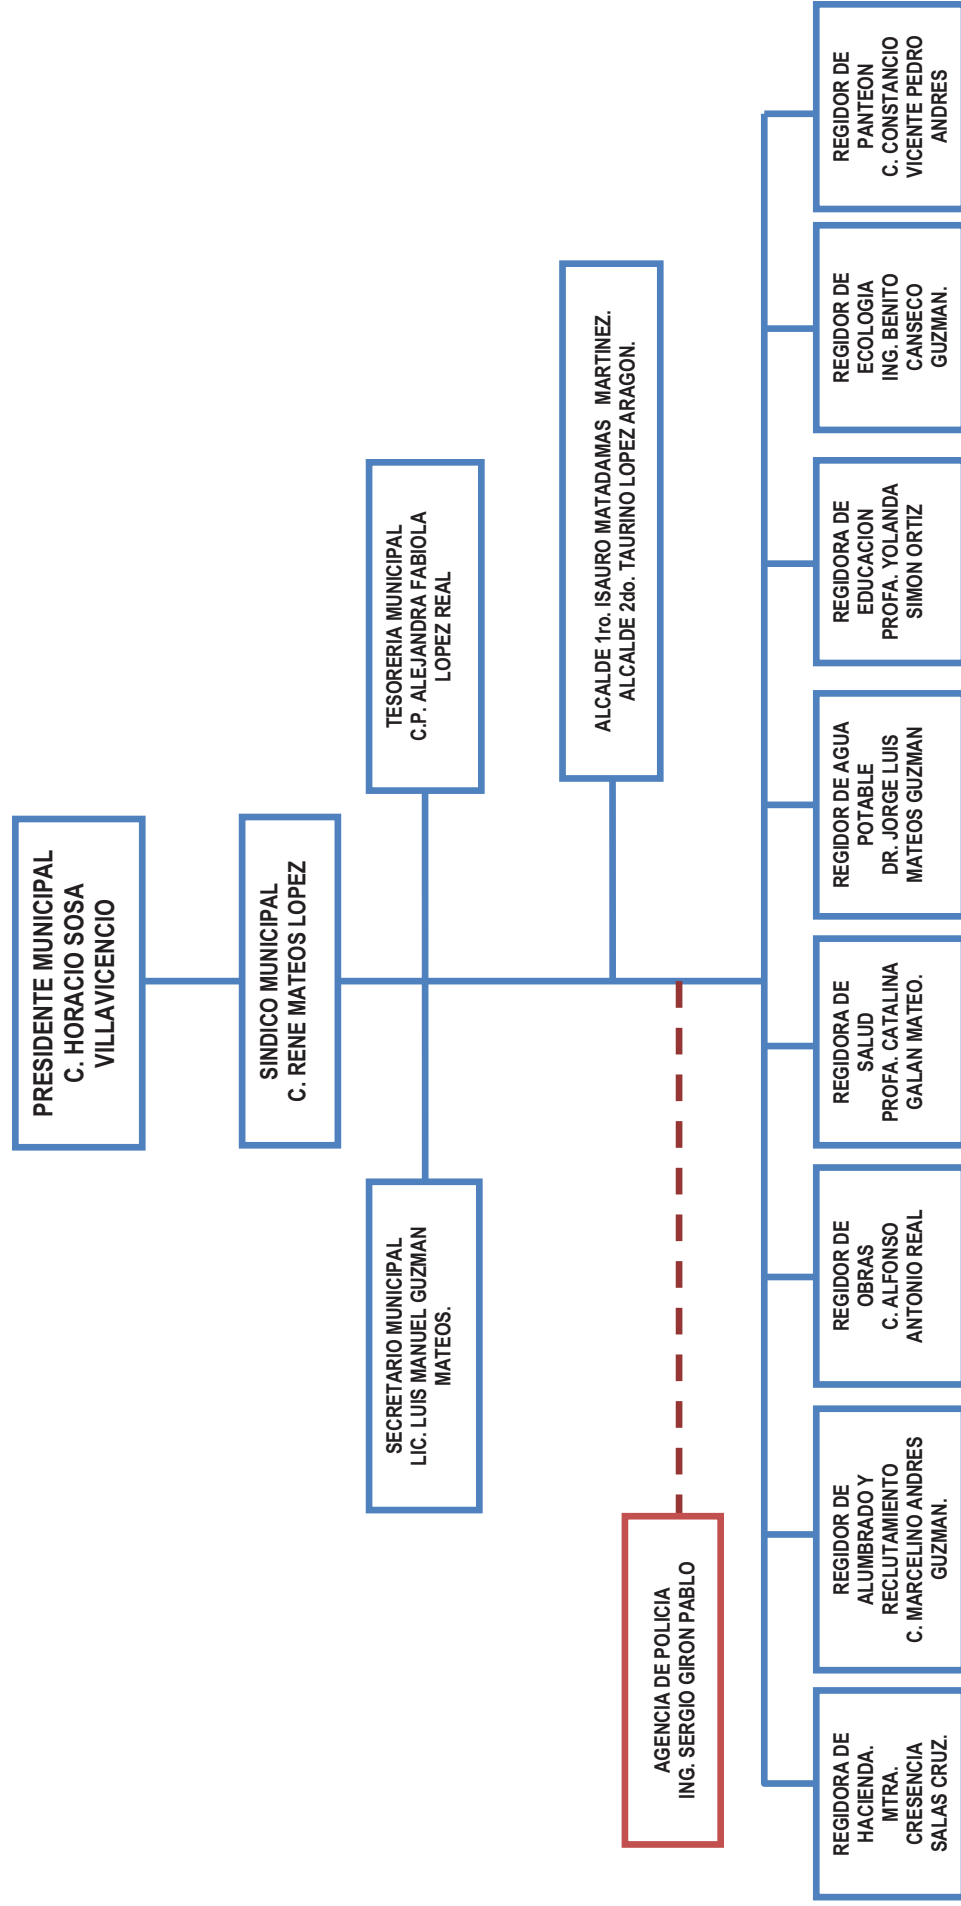 PRESIDENTE MUNICIPAL
C. HORACIO SOSA
VILLAVICENCIO
SINDICO MUNICIPAL
C. RENE MATEOS LOPEZ
SECRETARIO MUNICIPAL
LIC. LUIS MANUEL GUZMAN
MATEOS.
TESORERIA MUNICIPAL
C.P. ALEJANDRA FABIOLA
LOPEZ REAL
ALCALDE 1ro. ISAURO MATADAMAS MARTINEZ.
ALCALDE 2do. TAURINO LOPEZ ARAGON.
AGENCIA DE POLICIA
ING. SERGIO GIRON PABLO
REGIDORA DE
HACIENDA.
MTRA.
CRESENCIA
SALAS CRUZ.
REGIDOR DE
ALUMBRADO Y
RECLUTAMIENTO
C. MARCELINO ANDRES
GUZMAN.
REGIDOR DE
OBRAS
C. ALFONSO
ANTONIO REAL
REGIDORA DE
SALUD
PROFA. CATALINA
GALAN MATEO.
REGIDOR DE AGUA
POTABLE
DR. JORGE LUIS
MATEOS GUZMAN
REGIDORA DE
EDUCACION
PROFA. YOLANDA
SIMON ORTIZ
REGIDOR DE
ECOLOGIA
ING. BENITO
CANSECO
GUZMAN.
REGIDOR DE
PANTEON
C. CONSTANCIO
VICENTE PEDRO
ANDRES